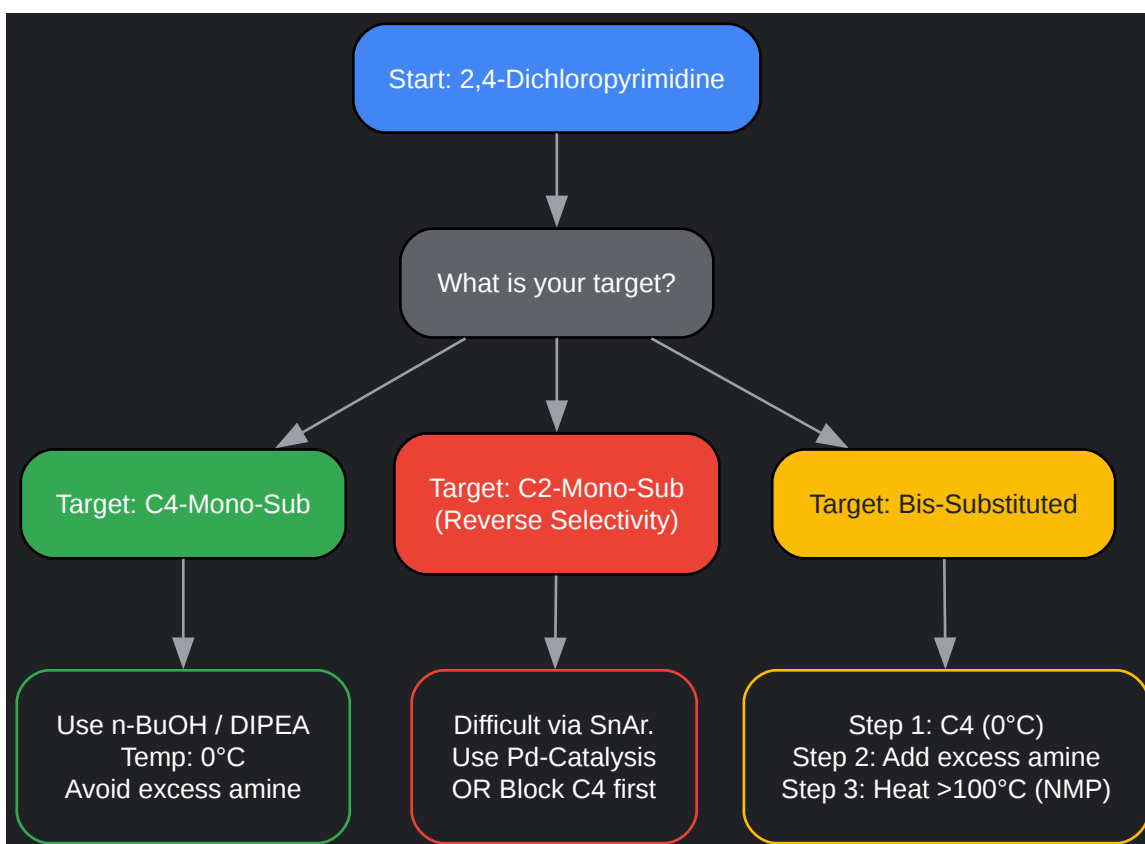 Start: 2,4-Dichloropyrimidine
What is your target?
Target: C4-Mono-Sub
Target: C2-Mono-Sub
(Reverse Selectivity)
Target: Bis-Substituted
Use n-BuOH / DIPEA
Temp: 0°C
Avoid excess amine
Difficult via SnAr.
Use Pd-Catalysis
OR Block C4 first
Step 1: C4 (0°C)
Step 2: Add excess amine
Step 3: Heat >100°C (NMP)